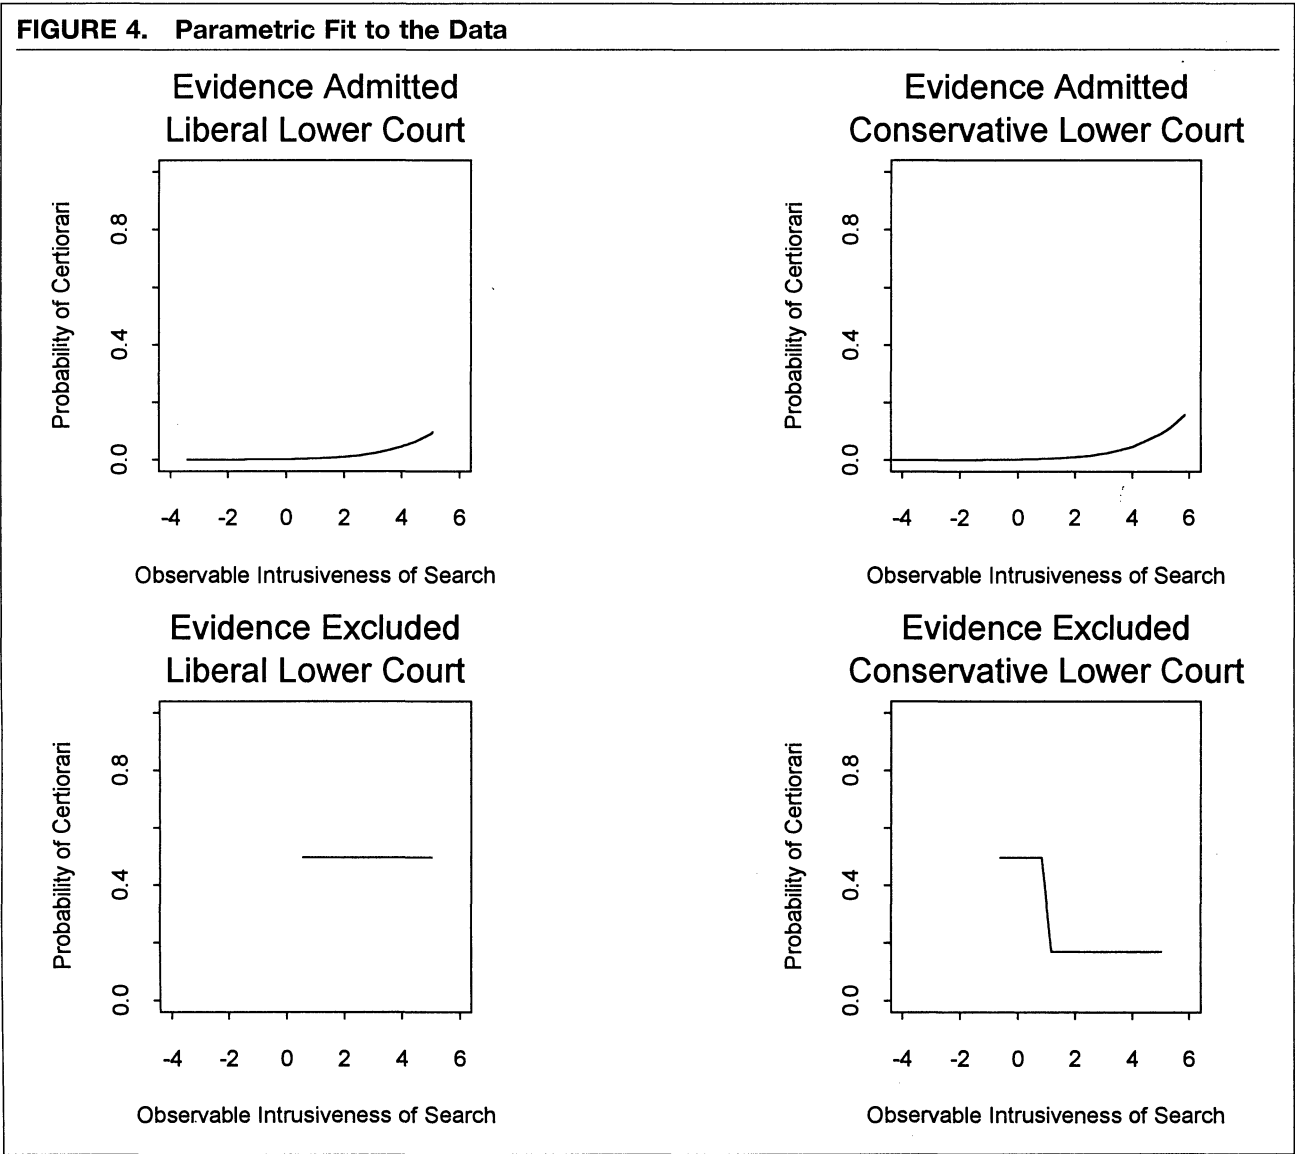 FIGURE 4. Parametric Fit to the Data
Evidence Admitted
Liberal Lower Court
Probability of Certiorari
0.8
0.4
0.0
-4 -2 0 2 4 6
Observable Intrusiveness of Search
Evidence Admitted
Conservative Lower Court
Probability of Certiorari
0.8
0.4
0.0
-4 -2 0 2 4 6
Observable Intrusiveness of Search
Evidence Excluded
Liberal Lower Court
Probability of Certiorari
0.8
0.4
0.0
-4 -2 0 2 4 6
Observable Intrusiveness of Search
Evidence Excluded
Conservative Lower Court
Probability of Certiorari
0.8
0.4
0.0
-4 -2 0 2 4 6
Observable Intrusiveness of Search